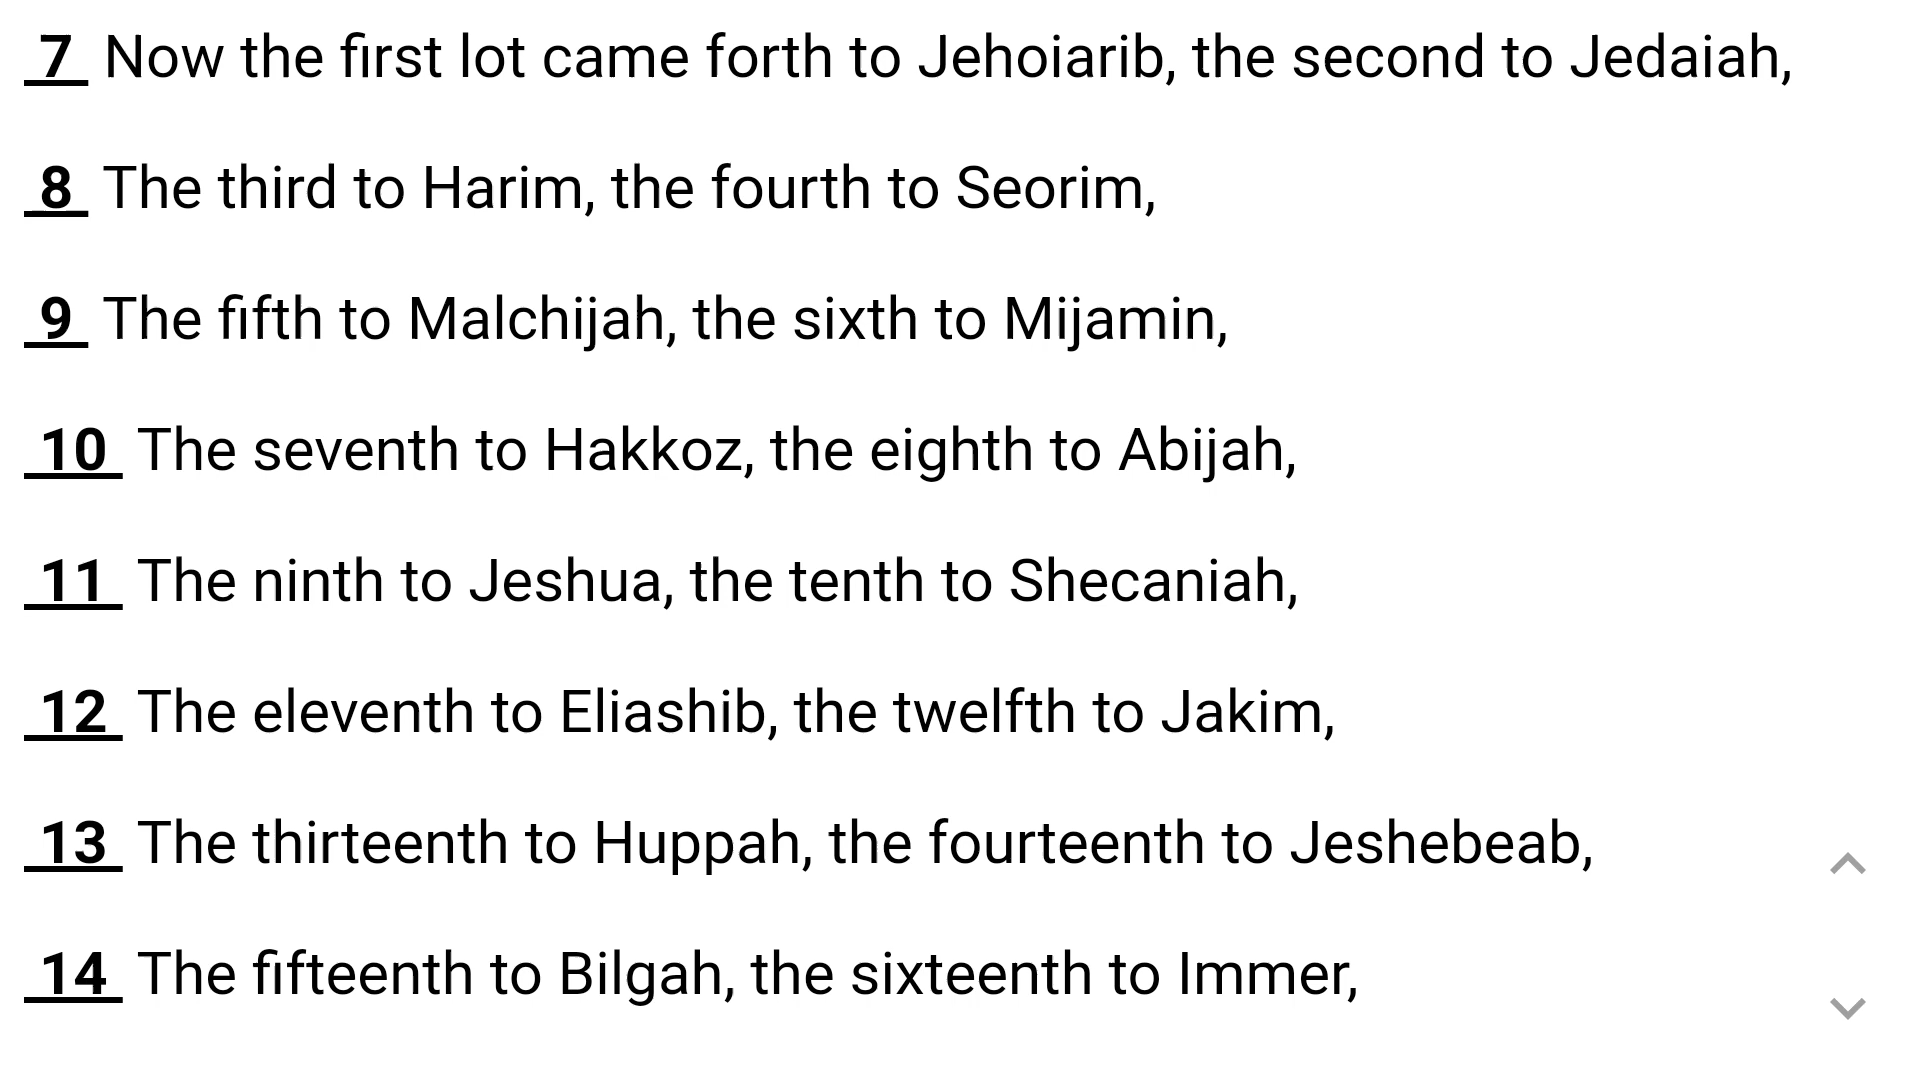 7 Now the first lot came forth to Jehoiarib, the second to Jedaiah,
8 The third to Harim, the fourth to Seorim,
9 The fifth to Malchijah, the sixth to Mijamin,
10 The seventh to Hakkoz, the eighth to Abijah,
11 The ninth to Jeshua, the tenth to Shecaniah,
12 The eleventh to Eliashib, the twelfth to Jakim,
13 The thirteenth to Huppah, the fourteenth to Jeshebeab,
14 The fifteenth to Bilgah, the sixteenth to Immer,